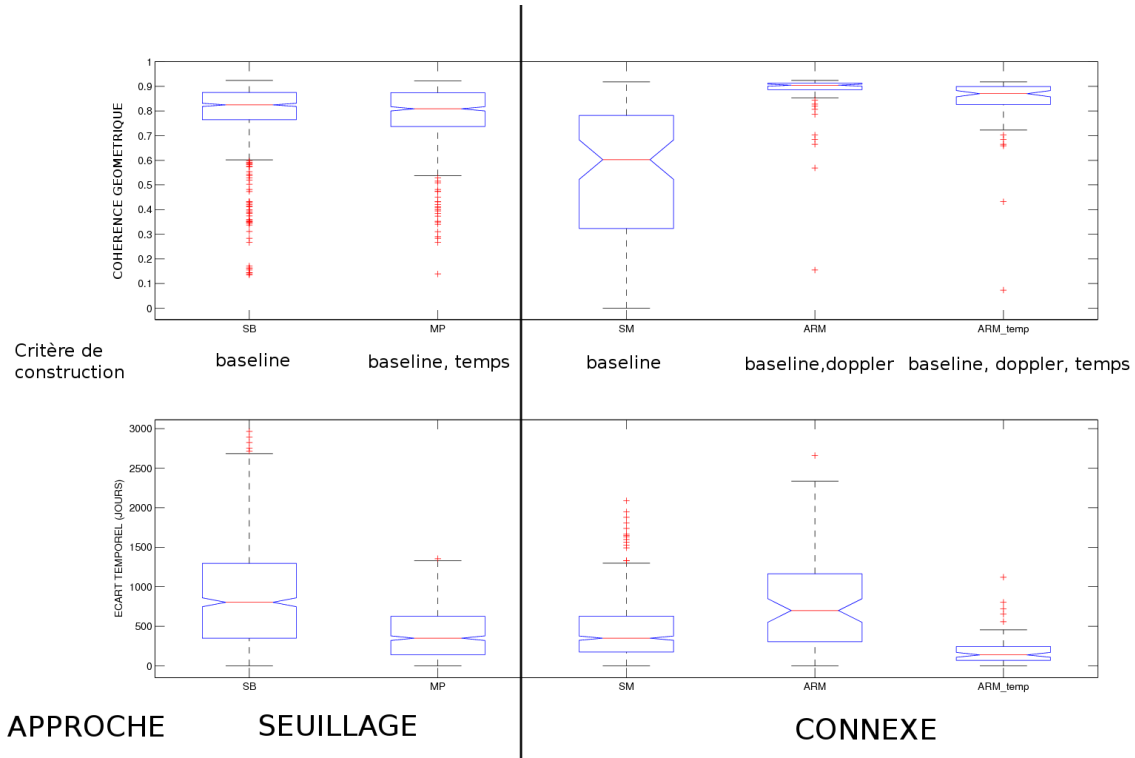 COHERENCE GEOMETRIQUE
1
0.9
0.8
0.7
0.6
0.5
0.4
0.3
0.2
0.1
0
SB
MP
SM
ARM
ARM_temp
Critère de
construction
baseline
baseline, temps
baseline
baseline,doppler
baseline, doppler, temps
ECART TEMPOREL (JOURS)
3000
2500
2000
1500
1000
500
0
SB
MP
SM
ARM
ARM_temp
APPROCHE
SEUILLAGE
CONNEXE